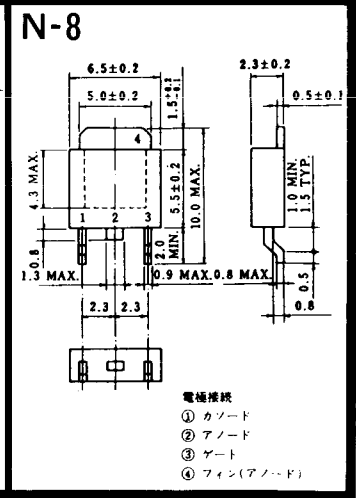 N-8
6.5±0.2
5.0±0.2
1.5+0.2 -0.1
4
4.3 MAX.
5.5±0.2
10.0 MAX.
1 2 3
0.8
2.0 MIN.
1.3 MAX.
0.9 MAX.
0.8 MAX.
2.3 2.3
2.3±0.2
0.5±0.1
1.0 MIN.
1.5 TYP.
0.5
0.8
電極接続
① カソード
② アノード
③ ゲート
④ フィン(アノード)